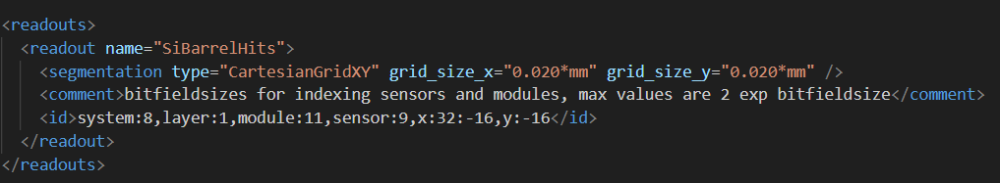 <readouts>
<readout name="SiBarrelHits">
<segmentation type="CartesianGridXY" grid_size_x="0.020*mm" grid_size_y="0.020*mm" />
<comment>bitfieldsizes for indexing sensors and modules, max values are 2 exp bitfieldsize</comment>
<id>system:8,layer:1,module:11,sensor:9,x:32:-16,y:-16</id>
</readout>
</readouts>